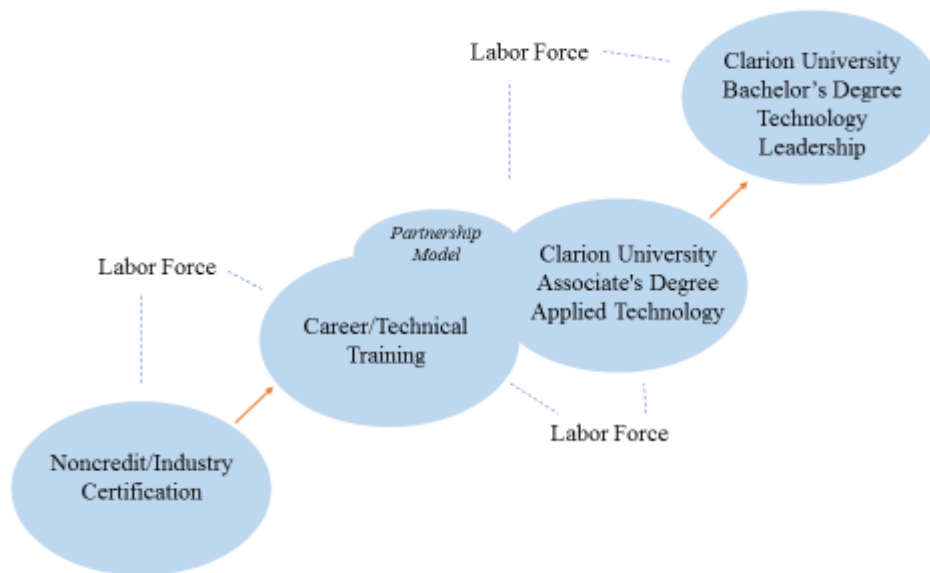 Labor Force
Clarion University
Bachelor’s Degree
Technology
Leadership
Partnership
Model
Clarion University
Associate's Degree
Applied Technology
Labor Force
Career/Technical
Training
Labor Force
Noncredit/Industry
Certification